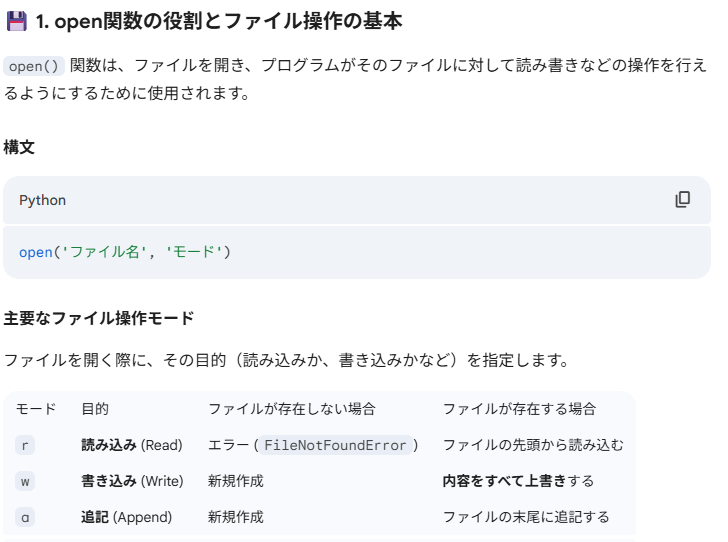 💾 1. open関数の役割とファイル操作の基本
open() 関数は、ファイルを開き、プログラムがそのファイルに対して読み書きなどの操作を行え
るようにするために使用されます。
構文
Python
open('ファイル名', 'モード')
主要なファイル操作モード
ファイルを開く際に、その目的（読み込みか、書き込みかなど）を指定します。
モード 目的 ファイルが存在しない場合 ファイルが存在する場合
r 読み込み (Read) エラー (FileNotFoundError) ファイルの先頭から読み込む
w 書き込み (Write) 新規作成 内容をすべて上書きする
a 追記 (Append) 新規作成 ファイルの末尾に追記する